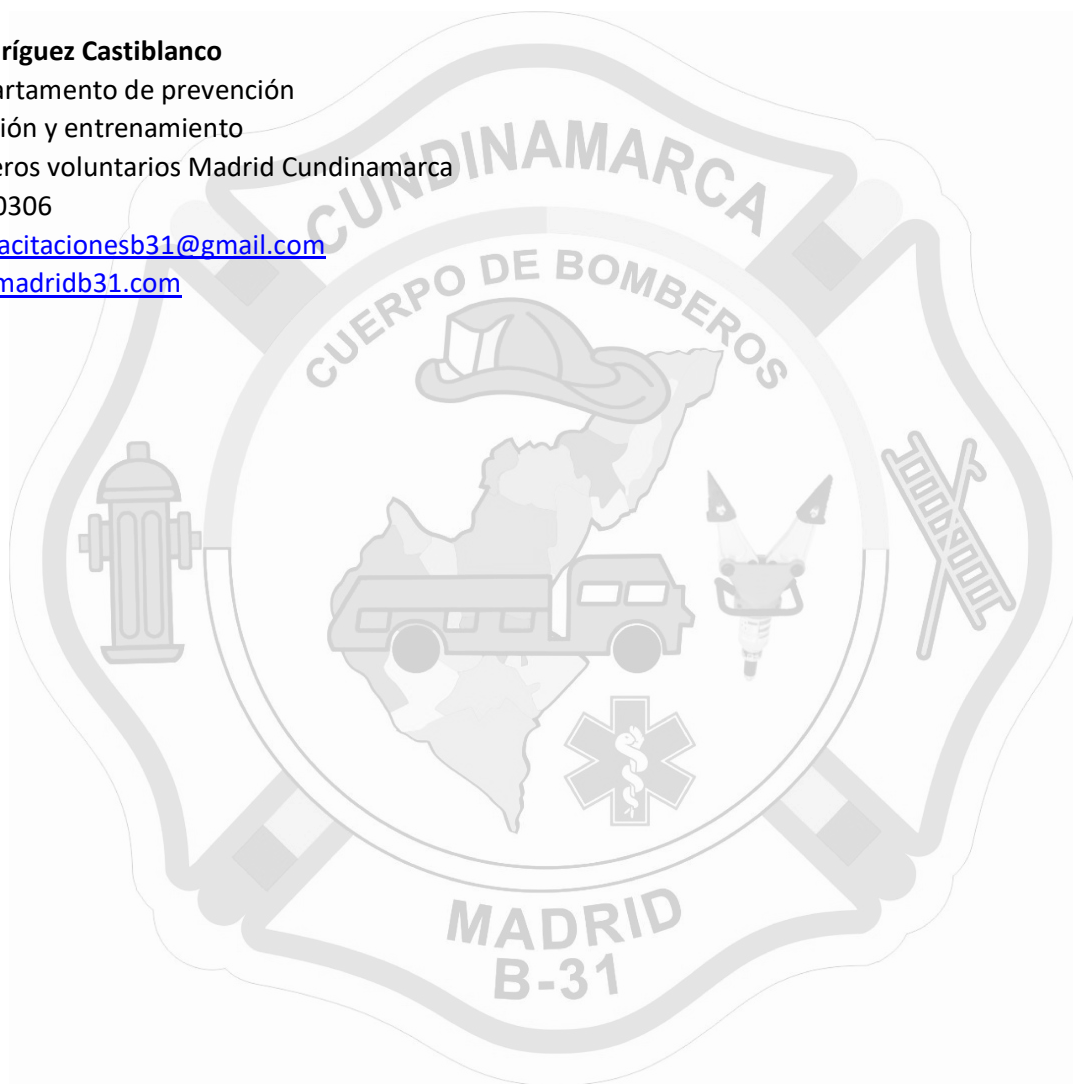 ríguez Castiblanco
artamento de prevención
ión y entrenamiento
eros voluntarios Madrid Cundinamarca
0306
acitacionesb31@gmail.com
madridb31.com
CUNDINAMARCA
CUERPO DE BOMBEROS
MADRID
B-31